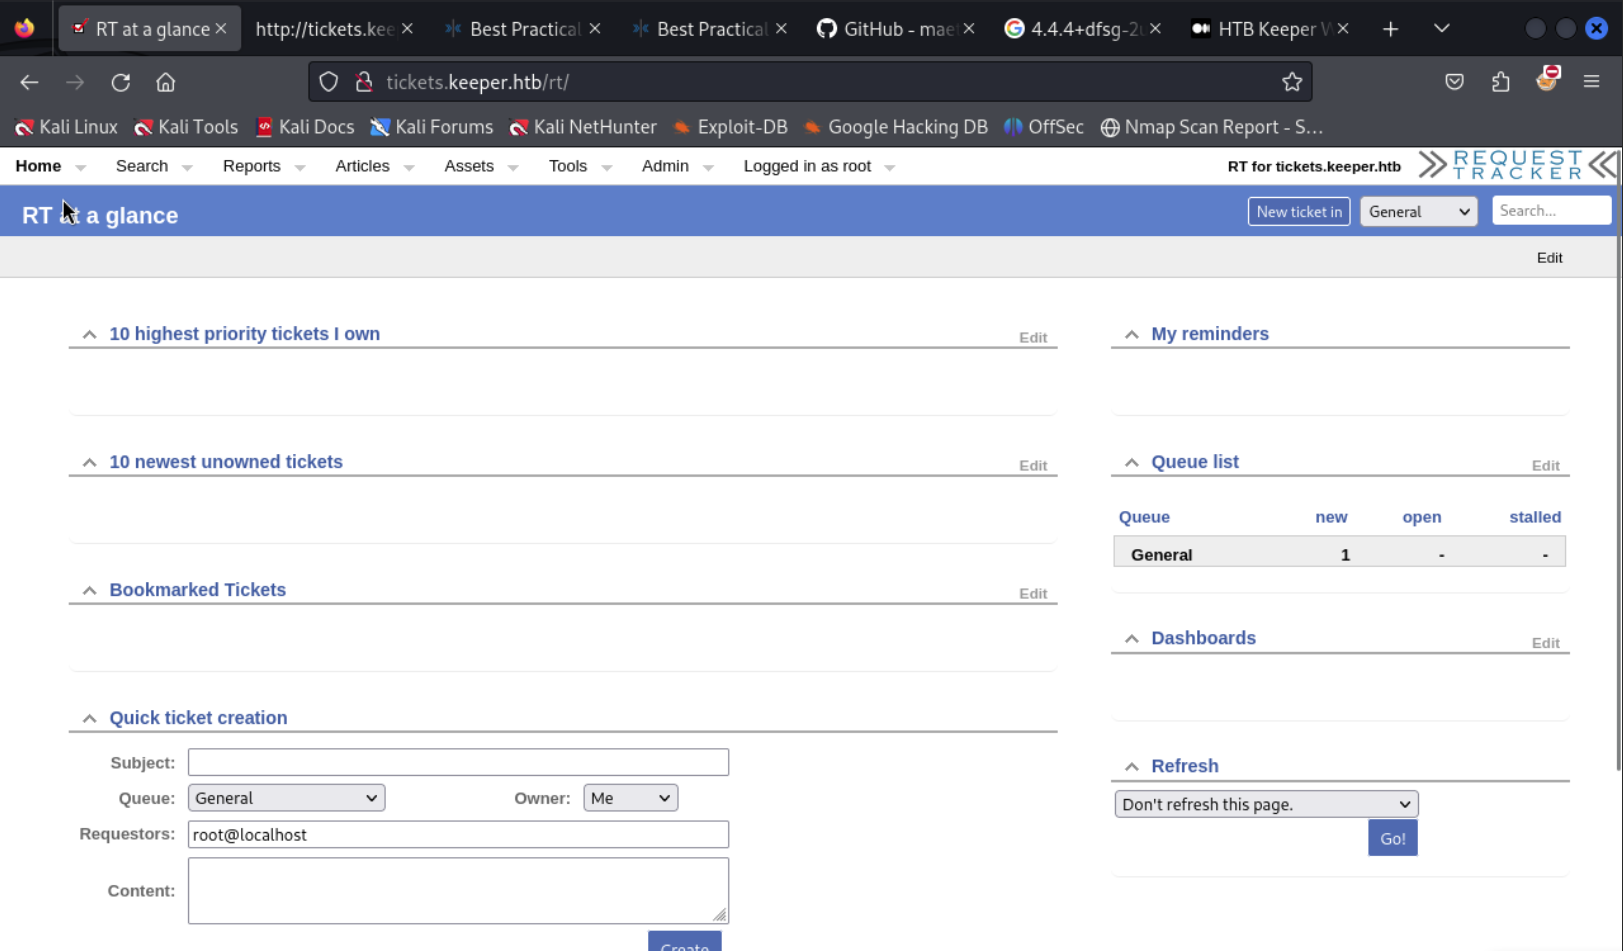 RT at a glance http://tickets.kee Best Practical Best Practical GitHub - mae 4.4.4+dfsg-2u HTB Keeper W
tickets.keeper.htb/rt/
Kali Linux Kali Tools Kali Docs Kali Forums Kali NetHunter Exploit-DB Google Hacking DB OffSec Nmap Scan Report - S...
Home Search Reports Articles Assets Tools Admin Logged in as root RT for tickets.keeper.htb REQUEST
TRACKER
RT at a glance New ticket in General Search...
Edit
10 highest priority tickets I own Edit My reminders
10 newest unowned tickets Edit Queue list Edit
Queue new open stalled
General 1 - -
Bookmarked Tickets Edit
Dashboards Edit
Quick ticket creation
Subject:
Refresh
Queue: General Owner: Me Don't refresh this page.
Requestors: root@localhost Go!
Content:
Create